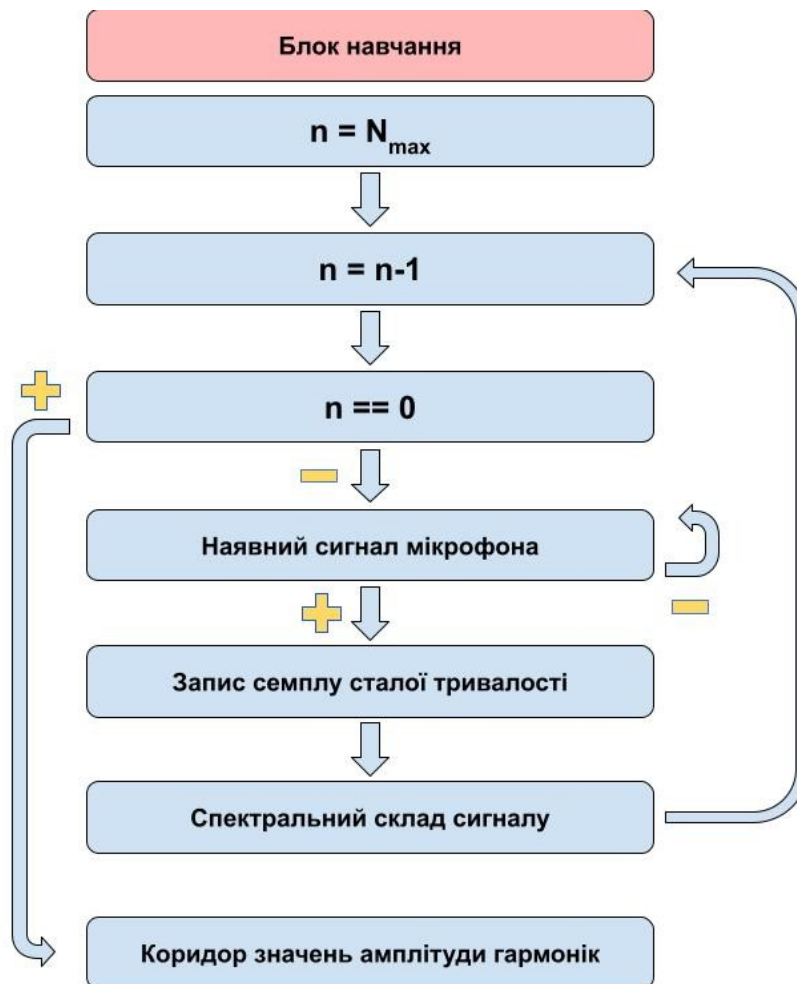 Блок навчання
n = Nmax
n = n-1
n == 0
Наявний сигнал мікрофона
Запис семплу сталої тривалості
Спектральний склад сигналу
Коридор значень амплітуди гармонік